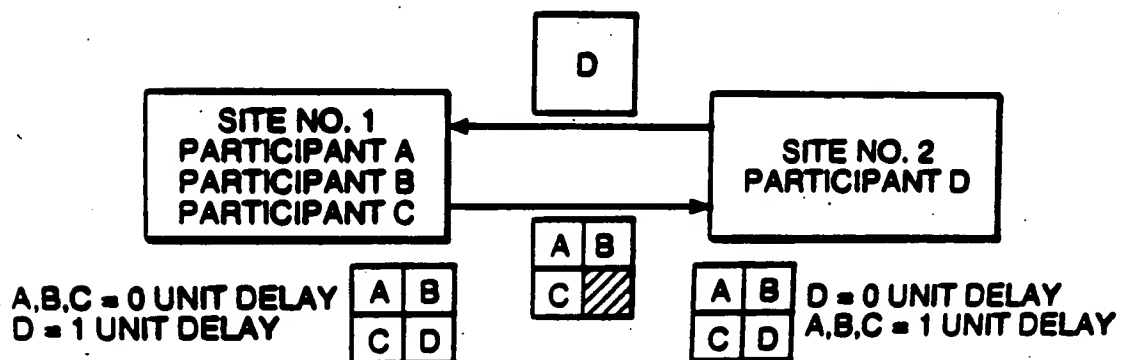 D
SITE NO. 1
PARTICIPANT A
PARTICIPANT B
PARTICIPANT C
SITE NO. 2
PARTICIPANT D
A B
C
A,B,C = 0 UNIT DELAY
D = 1 UNIT DELAY
A B
C D
A B
C D
D = 0 UNIT DELAY
A,B,C = 1 UNIT DELAY